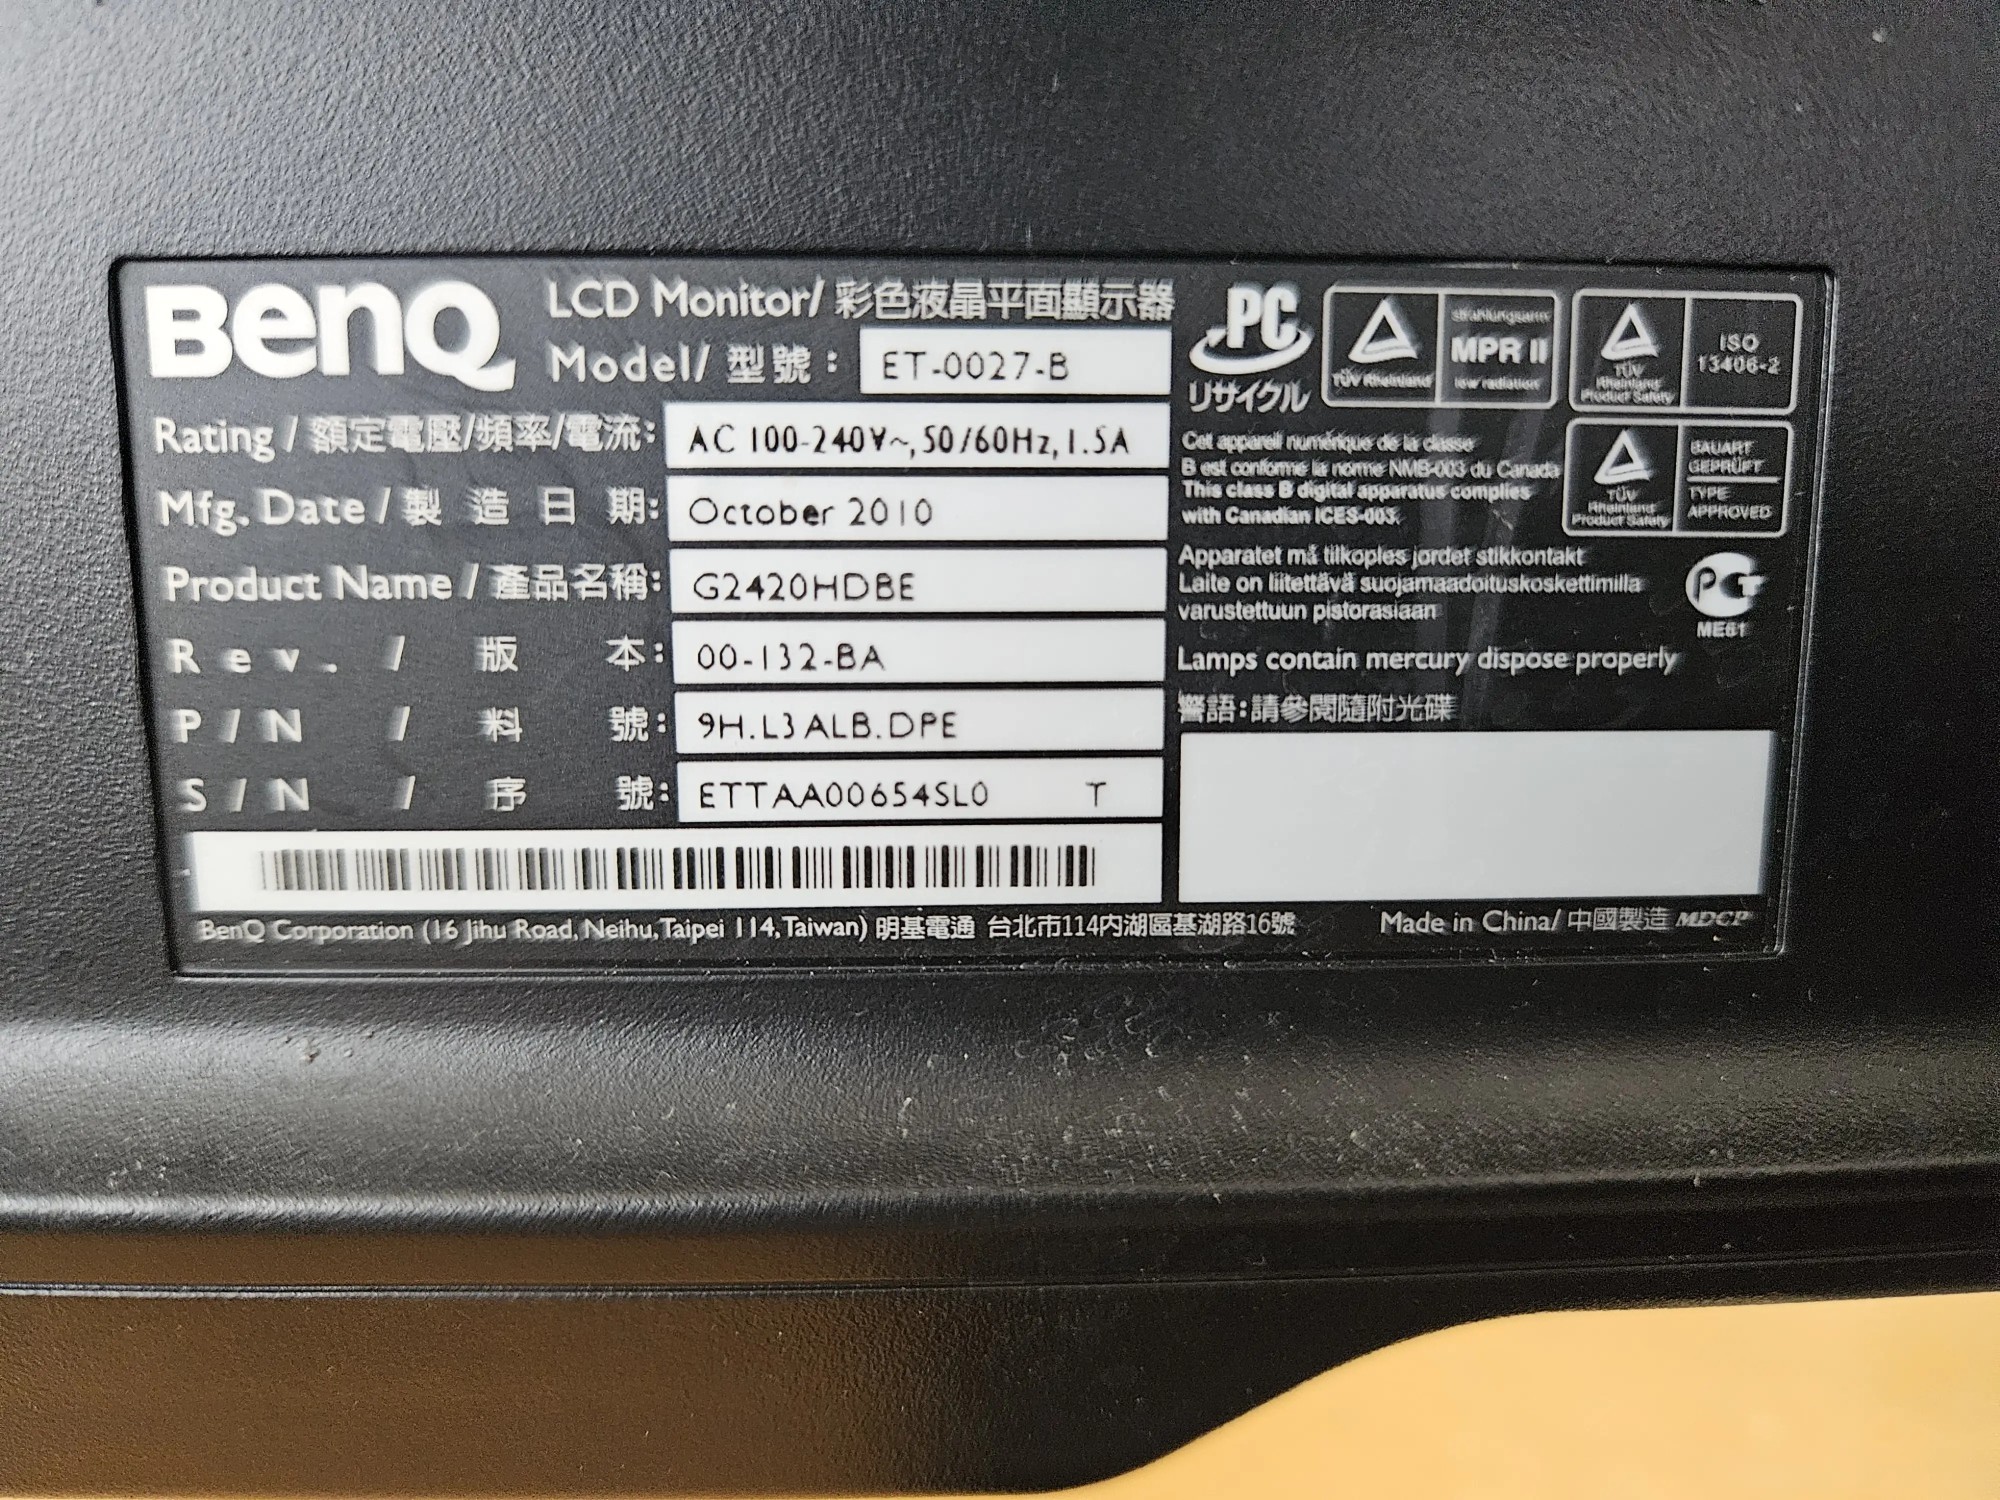 BenQ
LCD Monitor/ 彩色液晶平面顯示器
Model/ 型號: ET-0027-B
Rating / 額定電壓/頻率/電流: AC 100-240V~, 50/60Hz, 1.5A
Mfg. Date / 製造日期: October 2010
Product Name / 產品名稱: G2420HDBE
Rev. / 版本: 00-132-BA
P/N / 料號: 9H.L3ALB.DPE
S/N / 序號: ETTAA00654SL0 T
BenQ Corporation (16 Jihu Road, Neihu, Taipei 114, Taiwan) 明基電通 台北市114內湖區基湖路16號
PC
リサイクル
TÜV Rheinland
strahlungsarm
MPR II
low radiation
TÜV
Rheinland
Product Safety
ISO
13406-2
Cet appareil numérique de la classe
B est conforme la norme NMB-003 du Canada
This class B digital apparatus complies
with Canadian ICES-003.
TÜV
Rheinland
Product Safety
BAUART
GEPRÜFT
TYPE
APPROVED
Apparatet må tilkoples jordet stikkontakt
Laite on liitettävä suojamaadoituskoskettimilla
varustettuun pistorasiaan
ME61
Lamps contain mercury dispose properly
警語:請參閱隨附光碟
Made in China/ 中國製造 MDCP